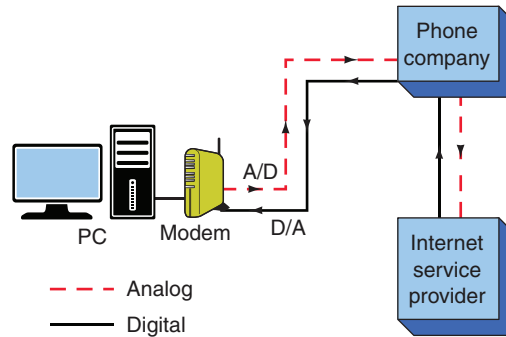 Phone
company
A/D
D/A
PC
Modem
Internet
service
provider
Analog
Digital